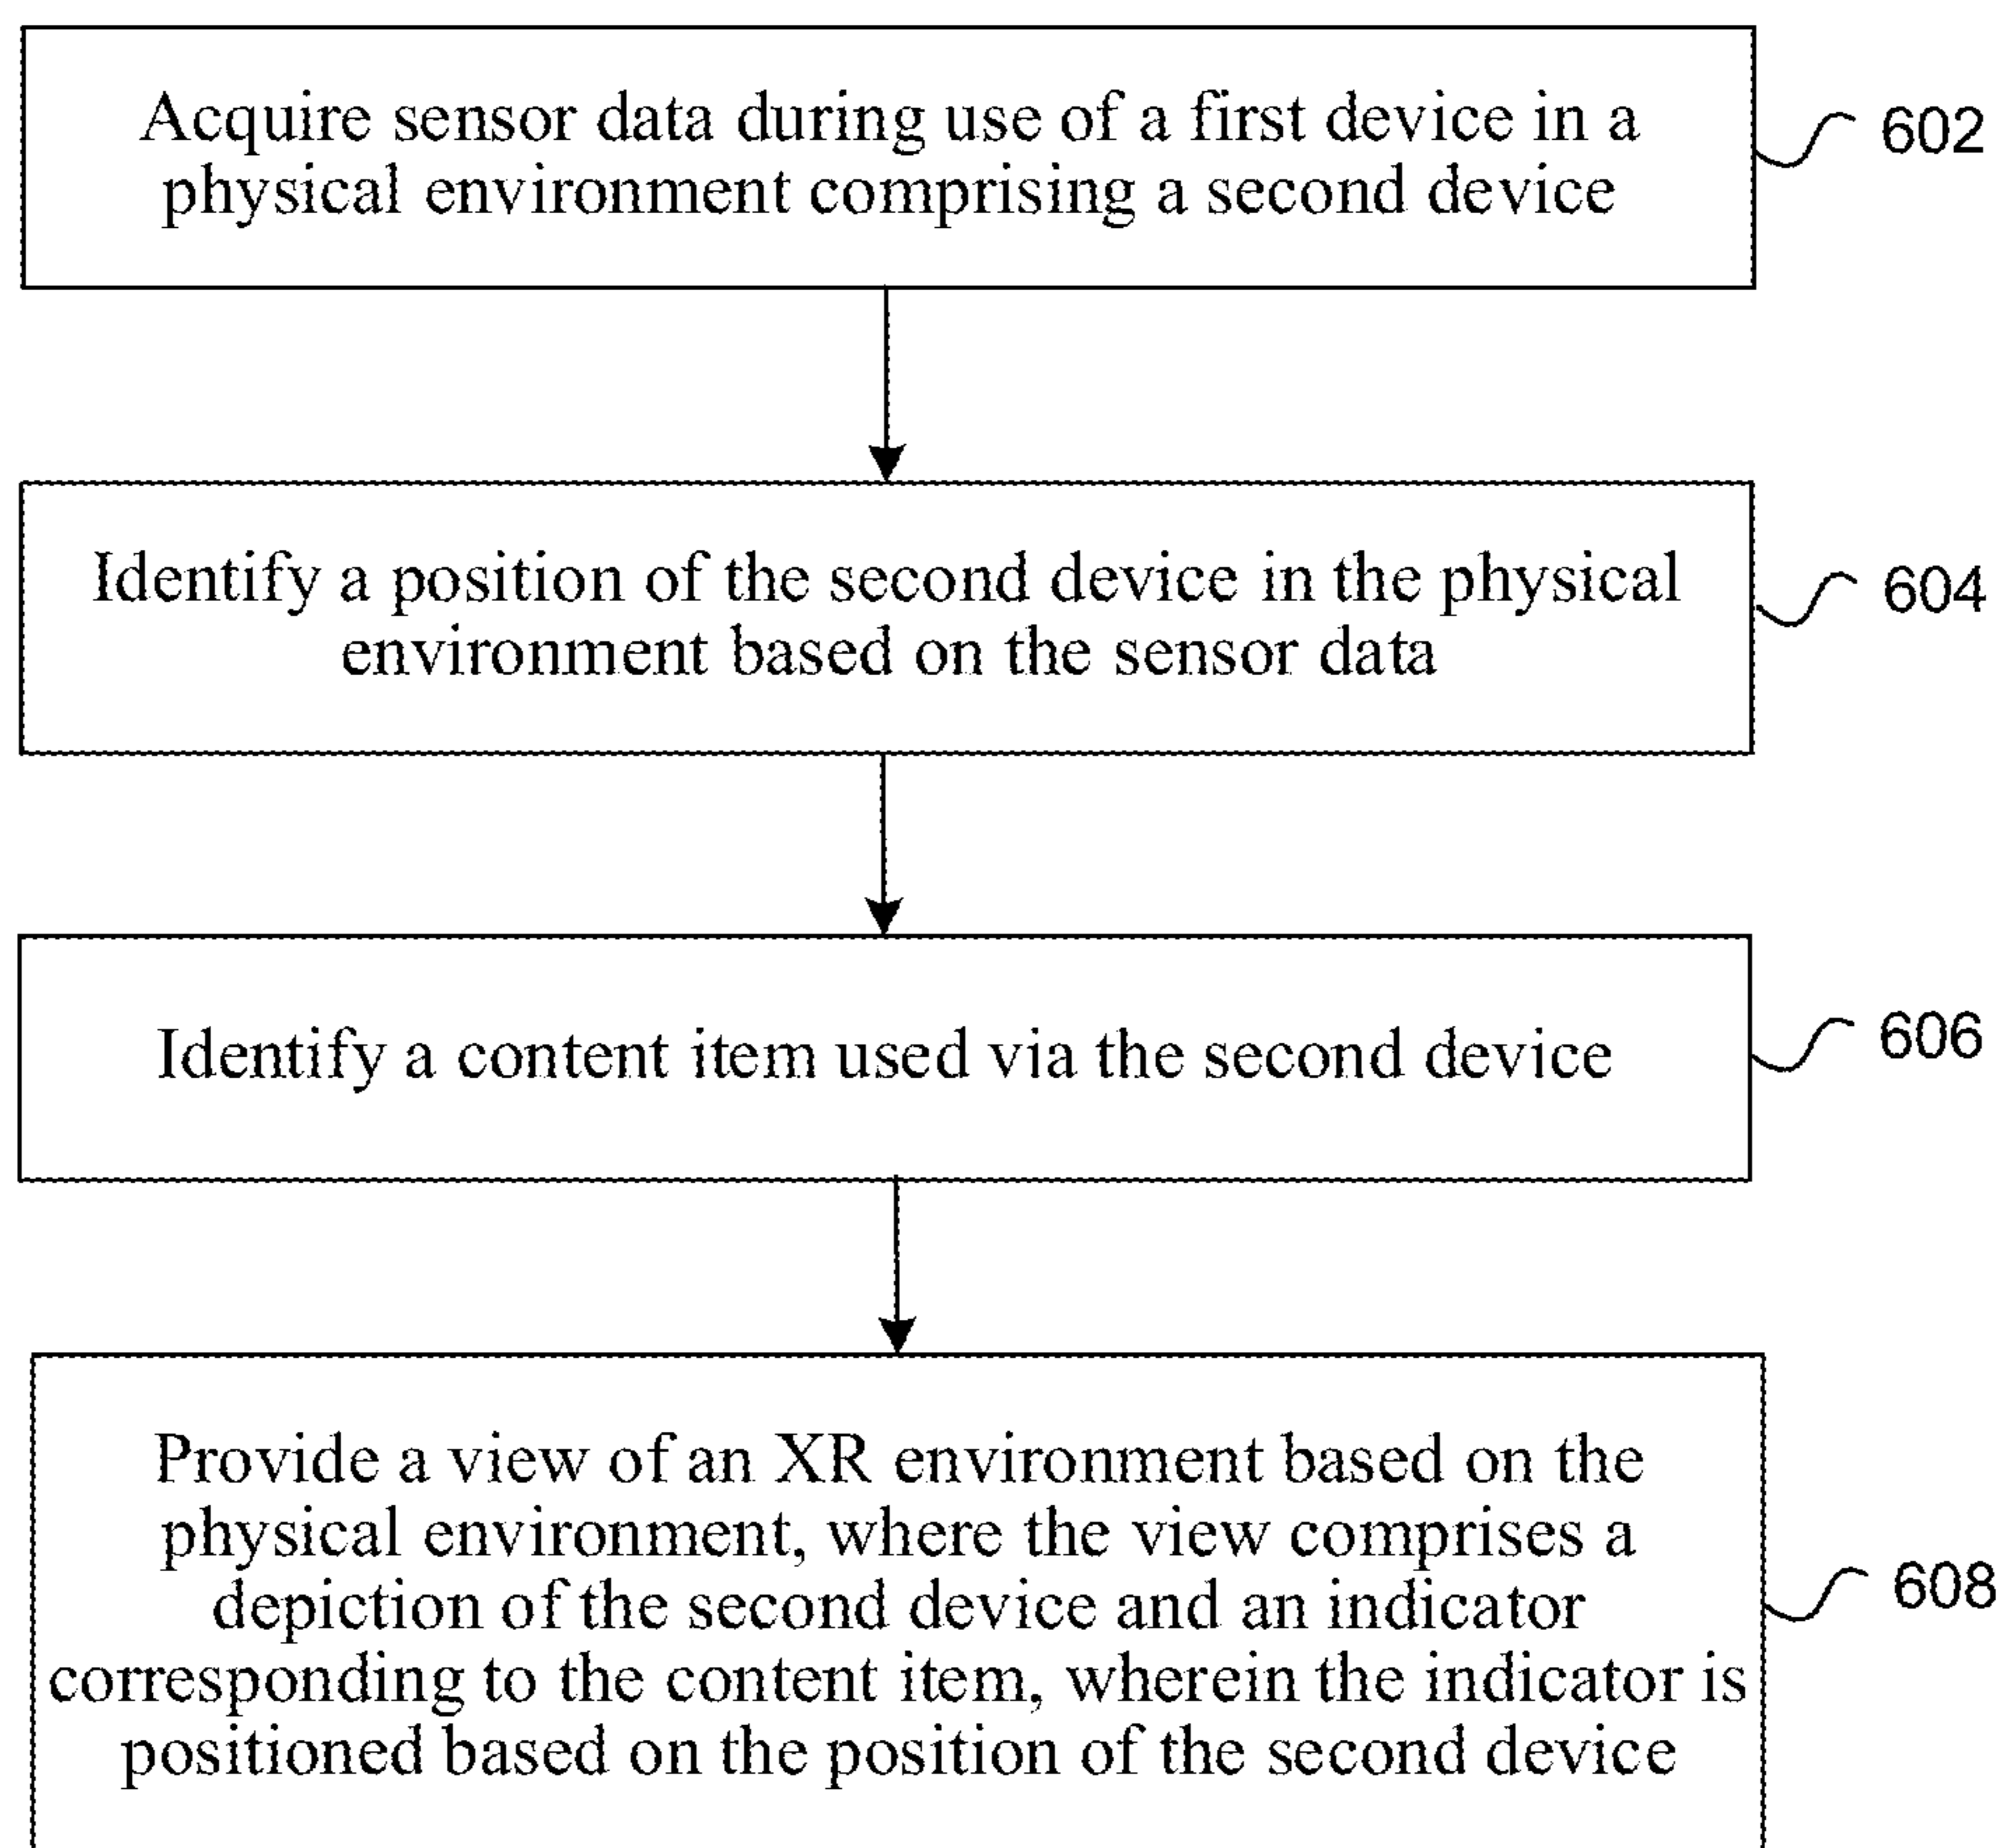 Acquire sensor data during use of a first device in a
physical environment comprising a second device
602
Identify a position of the second device in the physical
environment based on the sensor data
604
Identify a content item used via the second device
606
Provide a view of an XR environment based on the
physical environment, where the view comprises a
depiction of the second device and an indicator
corresponding to the content item, wherein the indicator is
positioned based on the position of the second device
608